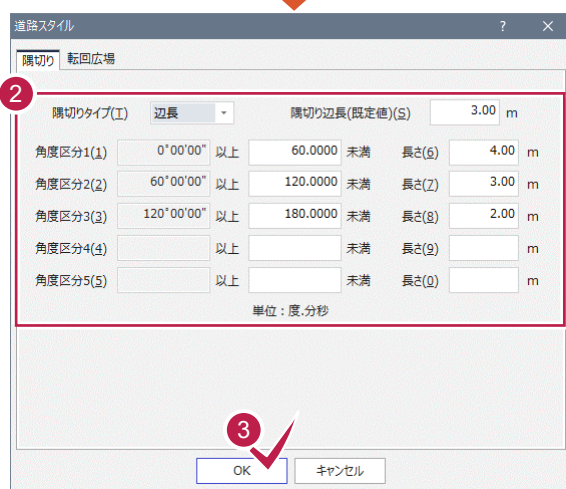 道路スタイル ? ×
隅切り 転回広場
2
隅切りタイプ(T) 辺長 隅切り辺長(既定値)(S) 3.00 m
角度区分1(1) 0°00'00" 以上 60.0000 未満 長さ(6) 4.00 m
角度区分2(2) 60°00'00" 以上 120.0000 未満 長さ(7) 3.00 m
角度区分3(3) 120°00'00" 以上 180.0000 未満 長さ(8) 2.00 m
角度区分4(4) 以上 未満 長さ(9) m
角度区分5(5) 以上 未満 長さ(0) m
単位 : 度.分秒
3
OK キャンセル